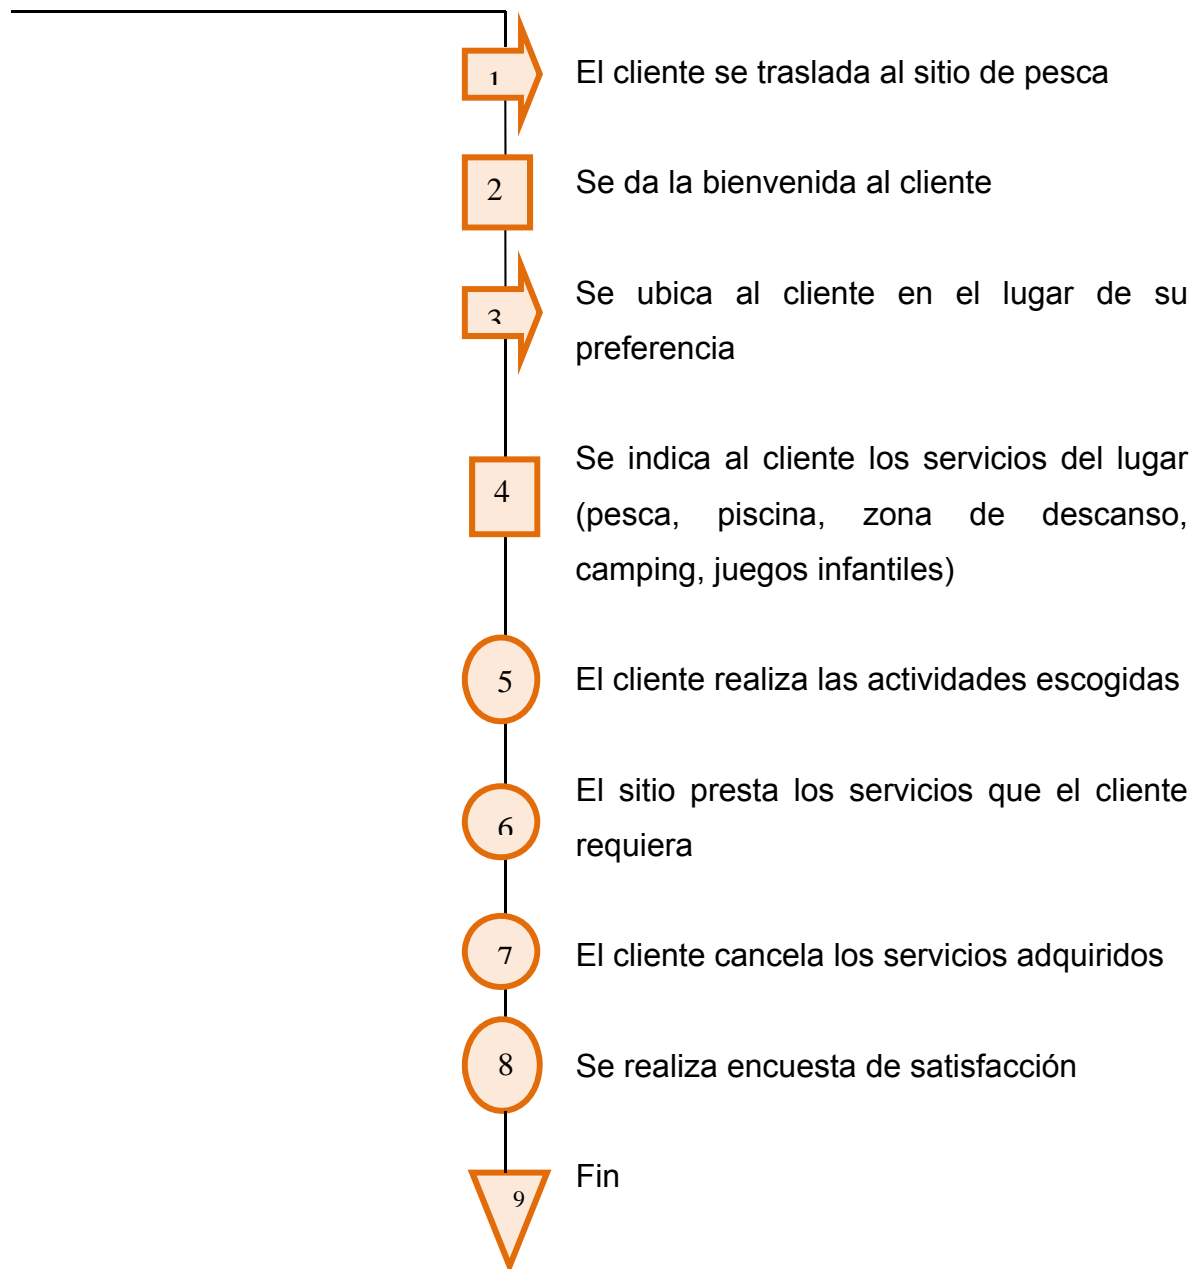 1 El cliente se traslada al sitio de pesca
2 Se da la bienvenida al cliente
3 Se ubica al cliente en el lugar de su
preferencia
4 Se indica al cliente los servicios del lugar
(pesca, piscina, zona de descanso,
camping, juegos infantiles)
5 El cliente realiza las actividades escogidas
6 El sitio presta los servicios que el cliente
requiera
7 El cliente cancela los servicios adquiridos
8 Se realiza encuesta de satisfacción
9 Fin